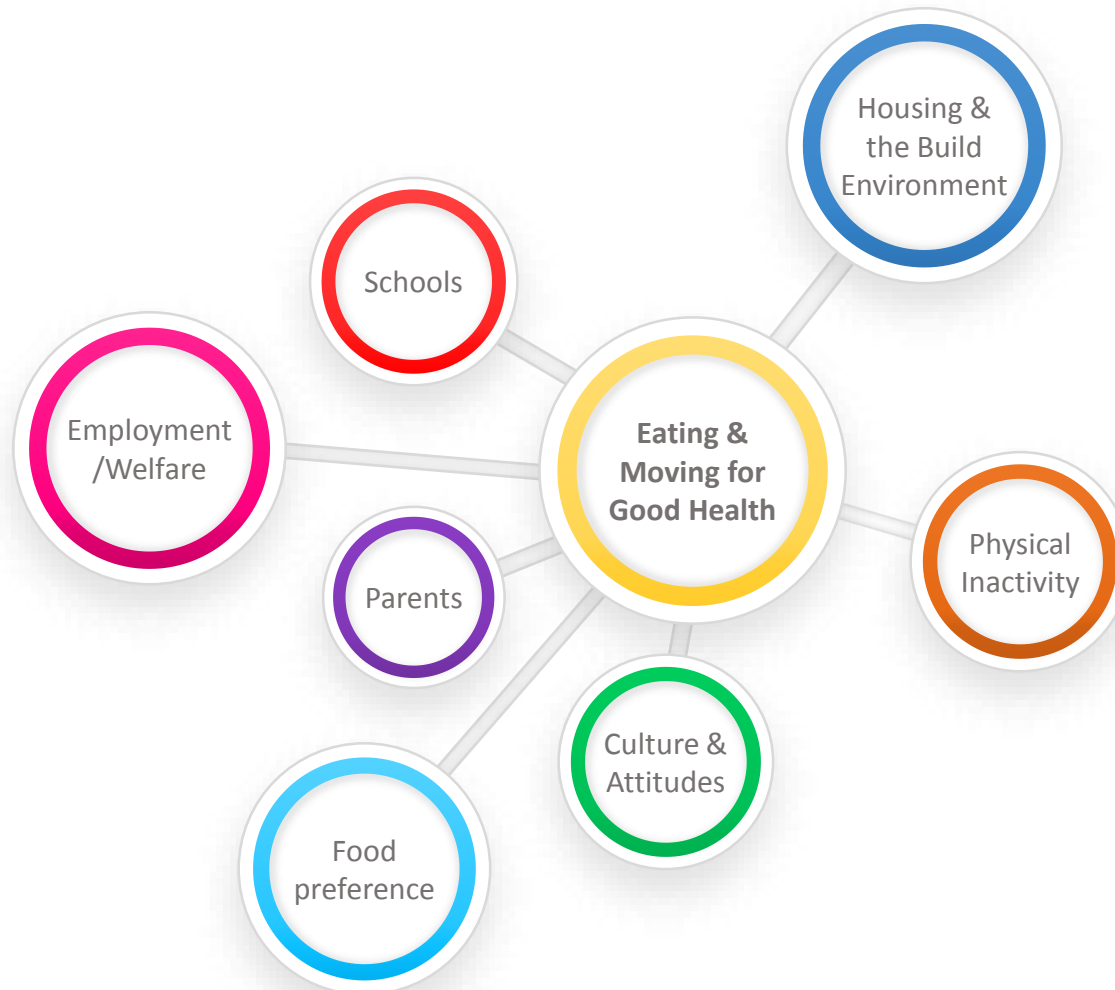 Housing &
the Build
Environment
Schools
Employment
/Welfare
Eating &
Moving for
Good Health
Physical
Inactivity
Parents
Culture &
Attitudes
Food
preference